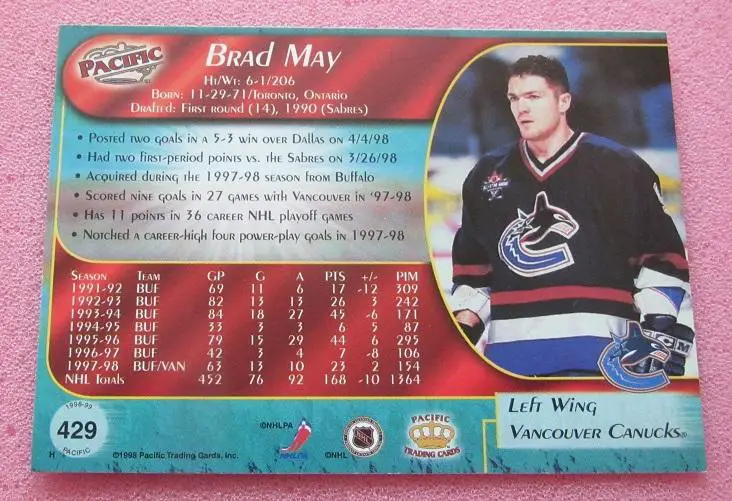 PACIFIC
Brad May
Ht/Wt: 6-1/206
Born: 11-29-71/Toronto, Ontario
Drafted: First round (14), 1990 (Sabres)
• Posted two goals in a 5-3 win over Dallas on 4/4/98
• Had two first-period points vs. the Sabres on 3/26/98
• Acquired during the 1997-98 season from Buffalo
• Scored nine goals in 27 games with Vancouver in '97-98
• Has 11 points in 36 career NHL playoff games
• Notched a career-high four power-play goals in 1997-98
Season Team GP G A PTS +/- PIM
1991-92 BUF 69 11 6 17 -12 309
1992-93 BUF 82 13 13 26 3 242
1993-94 BUF 84 18 27 45 -6 171
1994-95 BUF 33 3 3 6 5 87
1995-96 BUF 79 15 29 44 6 295
1996-97 BUF 42 3 4 7 -8 106
1997-98 BUF/VAN 63 13 10 23 2 154
NHL Totals 452 76 92 168 -10 1364
CCM
Left Wing
Vancouver Canucks®
1998-99
429
PACIFIC
H
©1998 Pacific Trading Cards, Inc.
©NHLPA
NHLPA
©NHL
NHL
PACIFIC
TRADING CARDS